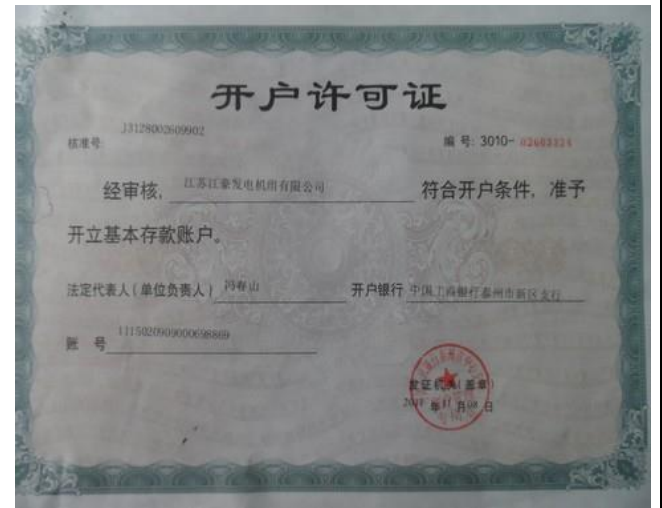 开户许可证
核准号 J3128002609902
编 号: 3010-
经审核, 江苏江豪发电机组有限公司 符合开户条件, 准予
开立基本存款账户。
法定代表人(单位负责人) 冯春山 开户银行 中国工商银行泰州市新区支行
账 号 1115020909000698869
发证机关(盖章)
年 11 月 日